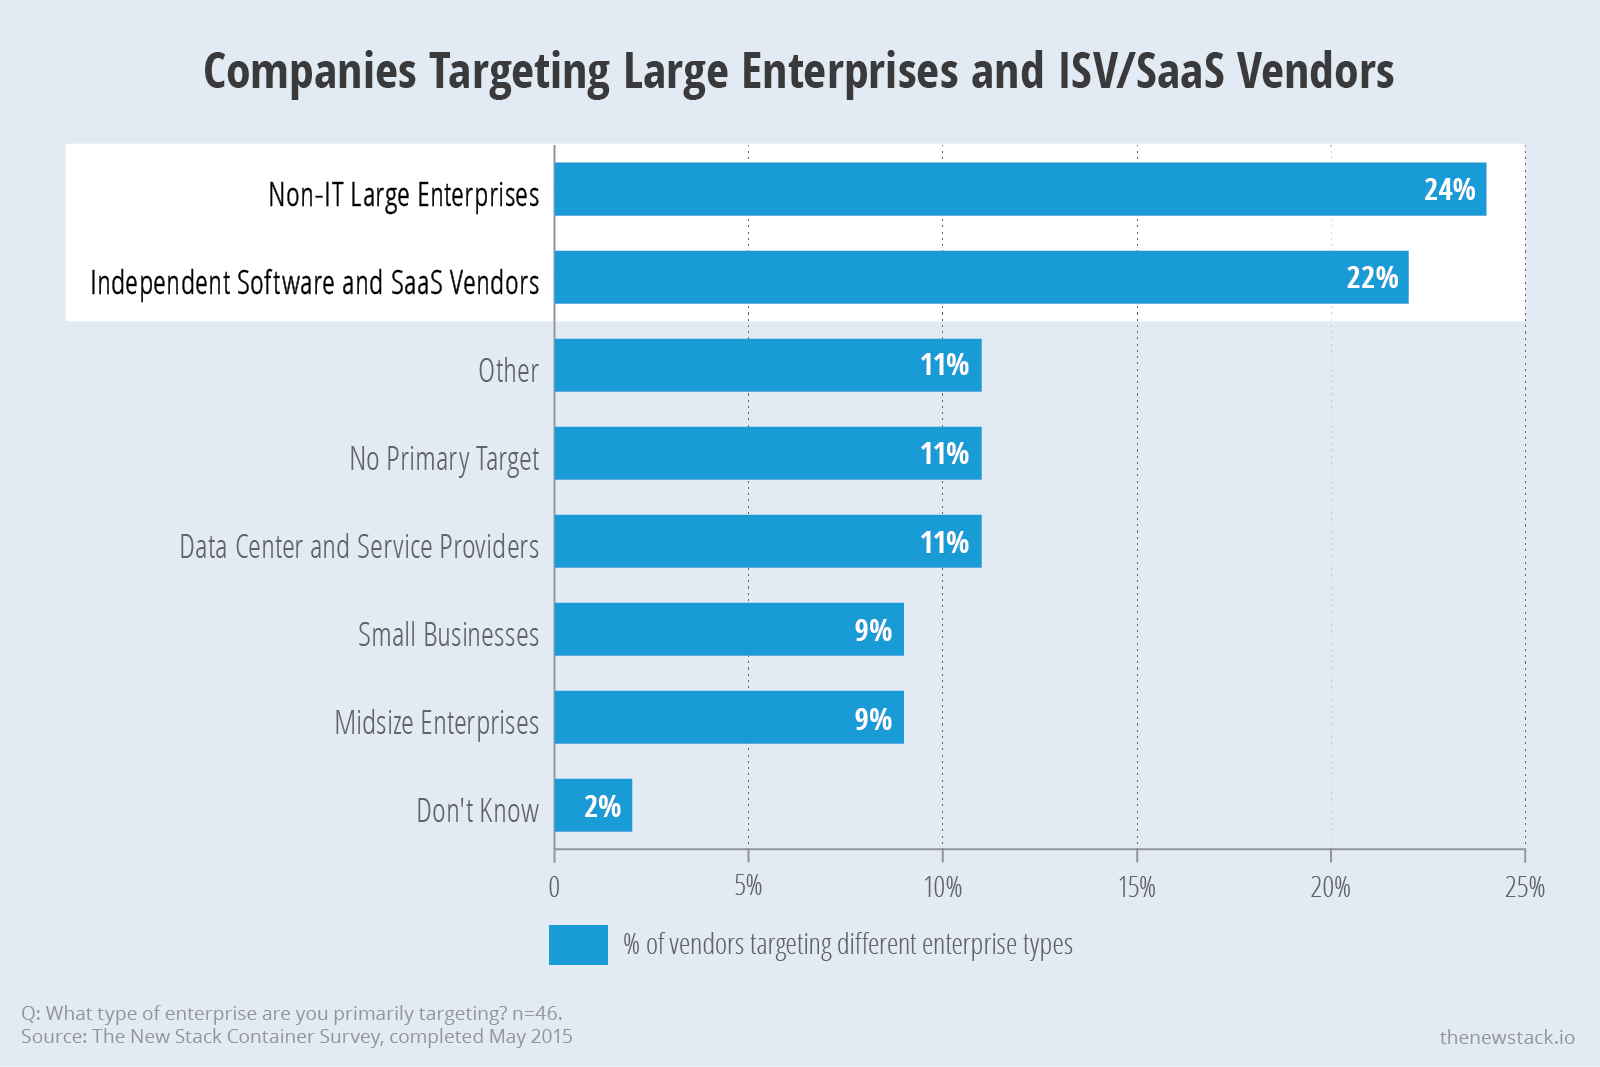 Companies Targeting Large Enterprises and ISV/SaaS Vendors
Non-IT Large Enterprises
24%
Independent Software and SaaS Vendors
22%
Other
11%
No Primary Target
11%
Data Center and Service Providers
11%
Small Businesses
9%
Midsize Enterprises
9%
Don't Know
2%
0 5% 10% 15% 20% 25%
% of vendors targeting different enterprise types
Q: What type of enterprise are you primarily targeting? n=46.
Source: The New Stack Container Survey, completed May 2015
thenewstack.io